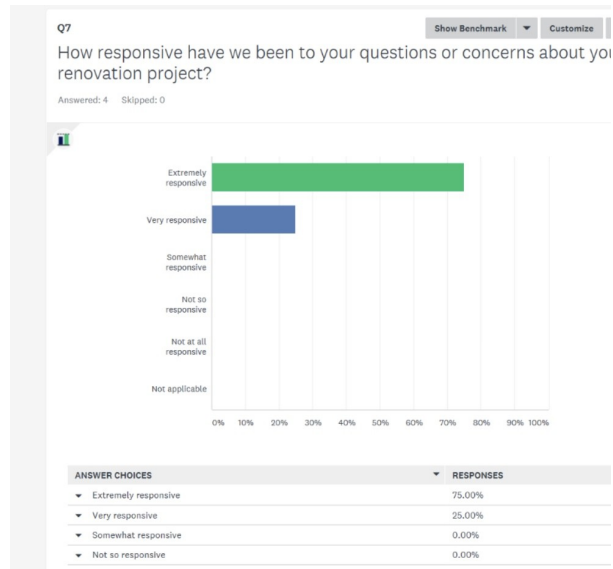 Q7
Show Benchmark
Customize
How responsive have we been to your questions or concerns about
renovation project?
Answered: 4 Skipped: 0
Extremely
responsive
Very responsive
Somewhat
responsive
Not so
responsive
Not at all
responsive
Not applicable
0% 10% 20% 30% 40% 50% 60% 70% 80% 90% 100%
ANSWER CHOICES RESPONSES
Extremely responsive 75.00%
Very responsive 25.00%
Somewhat responsive 0.00%
Not so responsive 0.00%